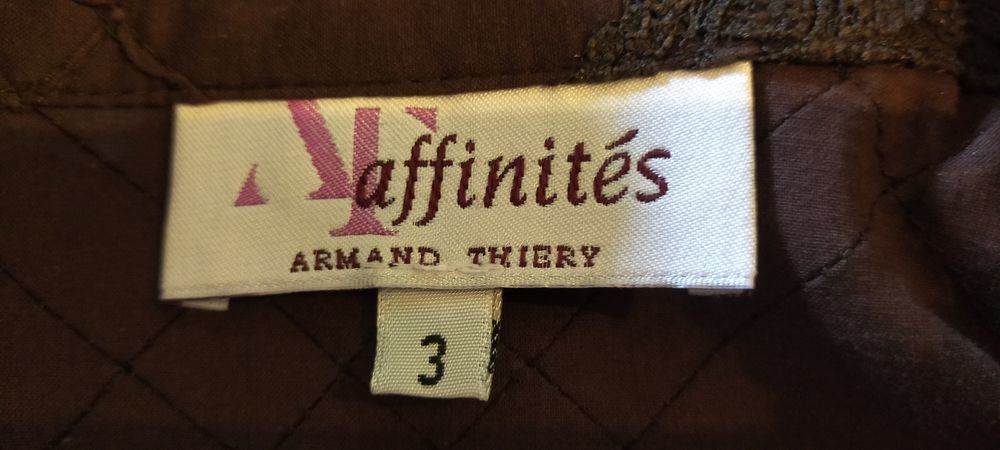 AT
affinités
ARMAND THIERY
3